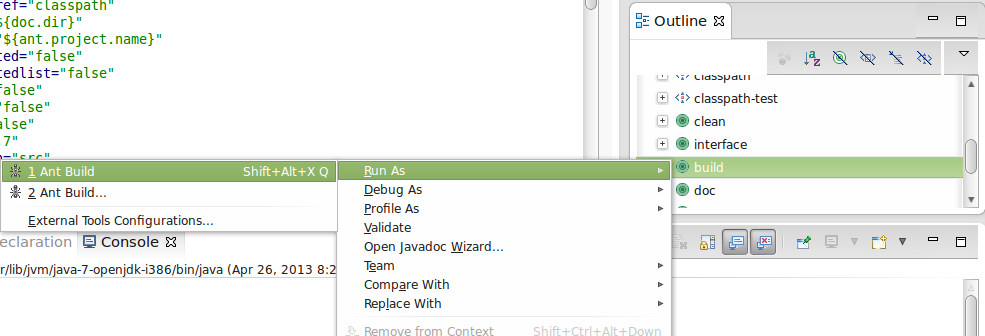 ref="classpath"
${doc.dir}"
"${ant.project.name}"
ted="false"
tedlist="false"
false"
"false"
alse"
.7"
="src"
1 Ant Build Shift+Alt+X Q
2 Ant Build...
External Tools Configurations...
Run As
Debug As
Profile As
Validate
Open Javadoc Wizard...
Team
Compare With
Replace With
Remove from Context Shift+Ctrl+Alt+Down
Outline
classpath
classpath-test
clean
interface
build
doc
eclaration Console
r/lib/jvm/java-7-openjdk-i386/bin/java (Apr 26, 2013 8:2